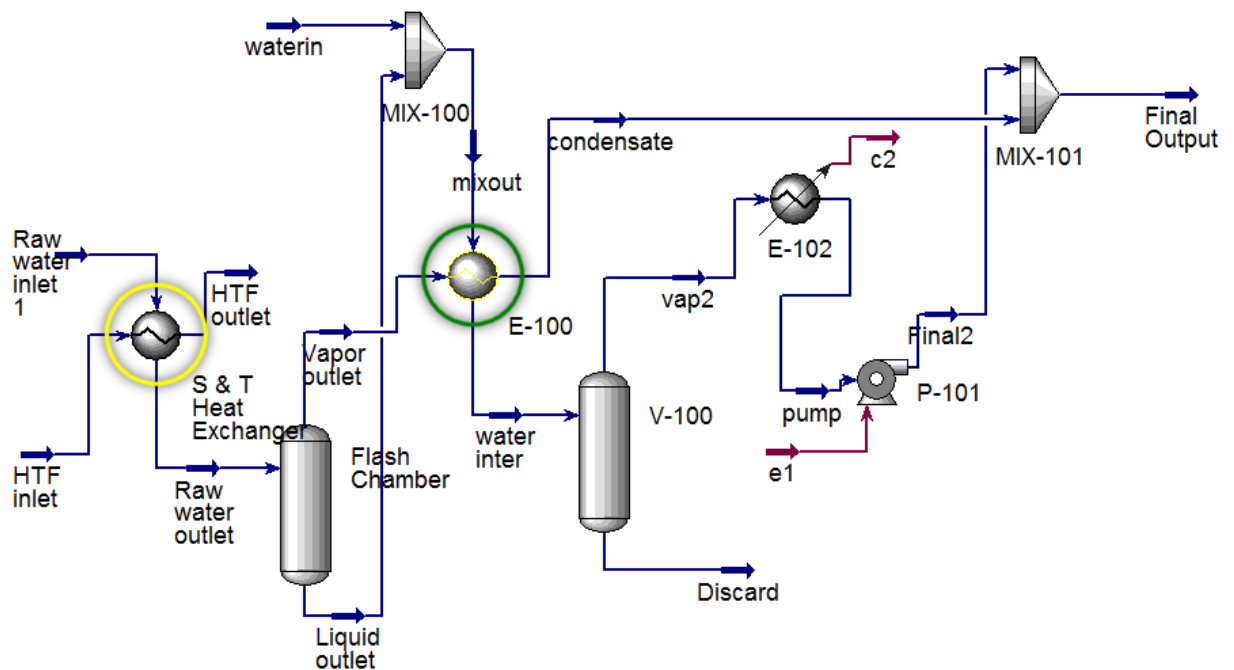 waterin
MIX-100
condensate
Final
Output
MIX-101
c2
mixout
E-102
Raw
water
inlet
1
HTF
outlet
vap2
E-100
Final2
Vapor
outlet
S & T
Heat
Exchanger
pump
P-101
V-100
water
inter
HTF
inlet
Raw
water
outlet
Flash
Chamber
e1
Discard
Liquid
outlet